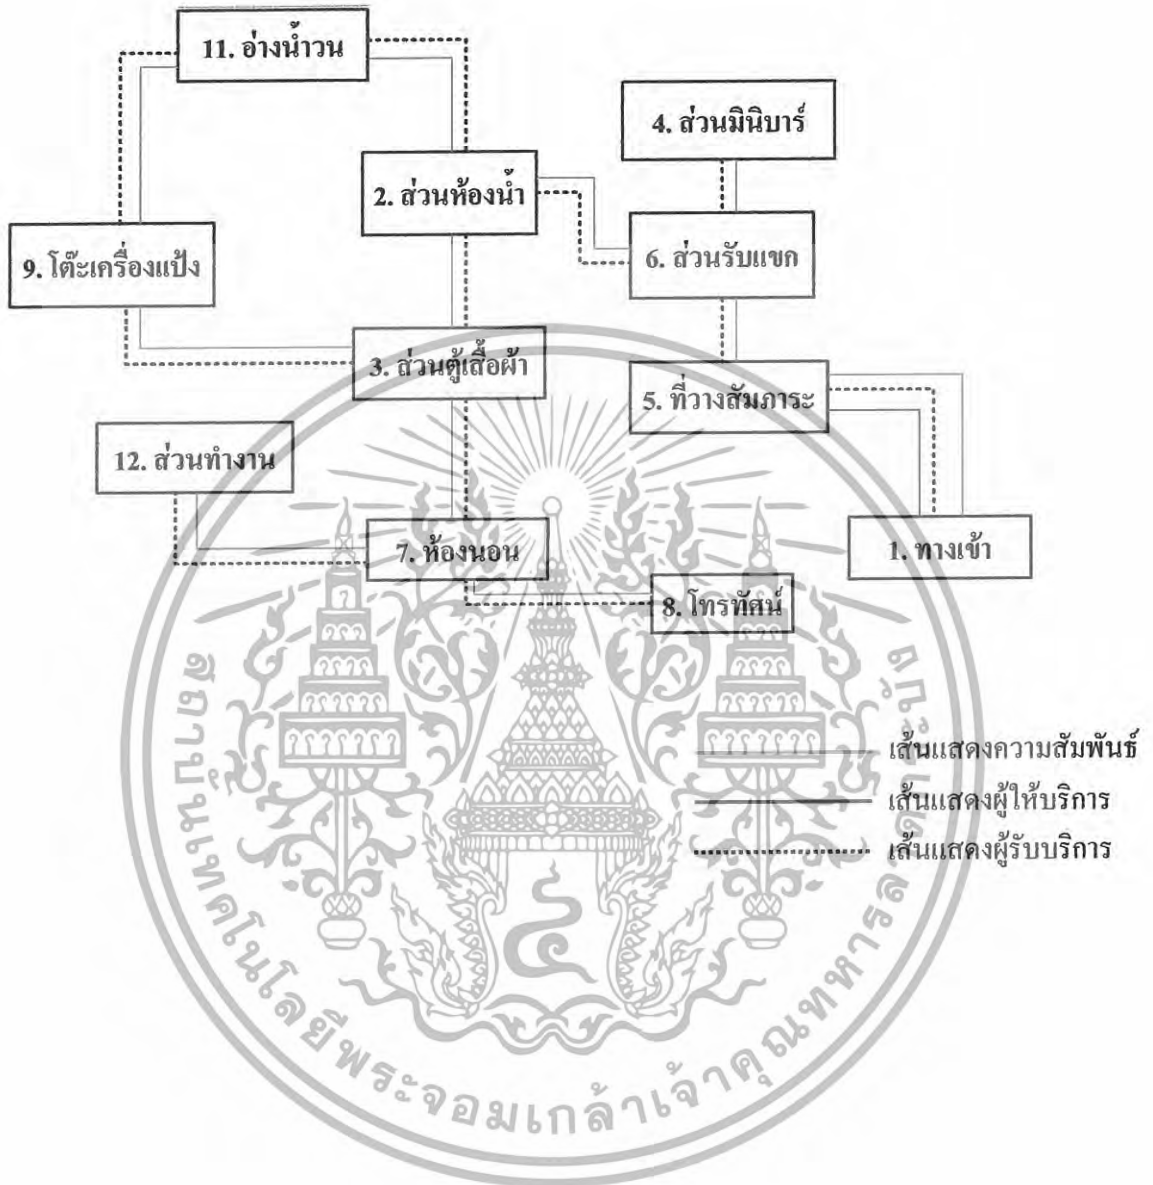 11. อ่างน้ำวน
4. ส่วนมินิบาร์
2. ส่วนห้องน้ำ
9. โต๊ะเครื่องแป้ง
6. ส่วนรับแขก
3. ส่วนตู้เสื้อผ้า
5. ที่วางสัมภาระ
12. ส่วนทำงาน
7. ห้องนอน
1. ทางเข้า
8. โทรทัศน์
เส้นแสดงความสัมพันธ์
เส้นแสดงผู้ให้บริการ
เส้นแสดงผู้รับบริการ
สถาบันเทคโนโลยีพระจอมเกล้าเจ้าคุณทหารลาดกระบัง